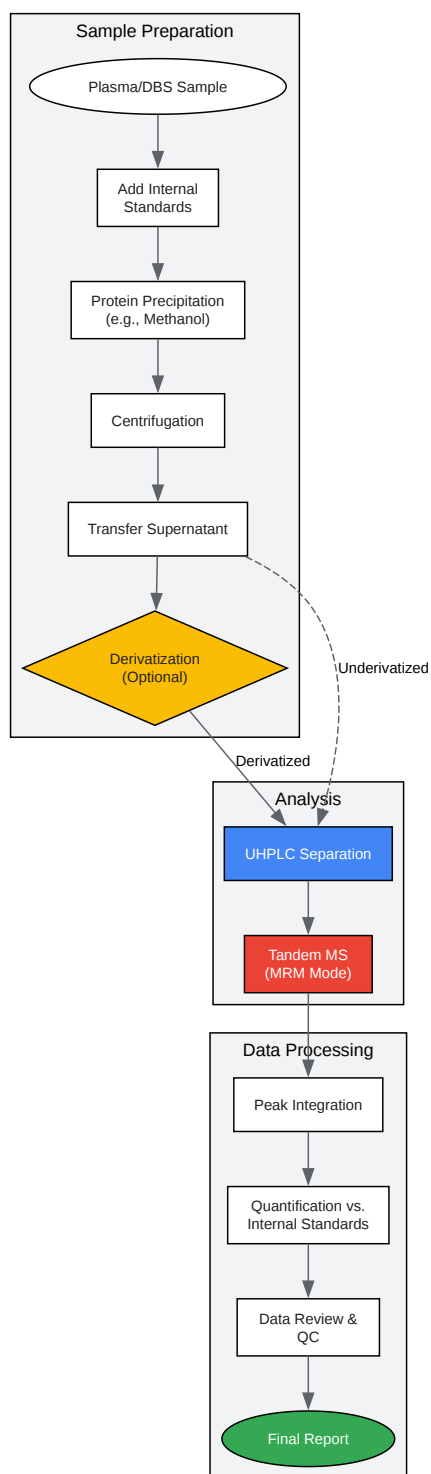 Sample Preparation
Plasma/DBS Sample
Add Internal
Standards
Protein Precipitation
(e.g., Methanol)
Centrifugation
Transfer Supernatant
Derivatization
(Optional)
Underivatized
Derivatized
Analysis
UHPLC Separation
Tandem MS
(MRM Mode)
Data Processing
Peak Integration
Quantification vs.
Internal Standards
Data Review &
QC
Final Report